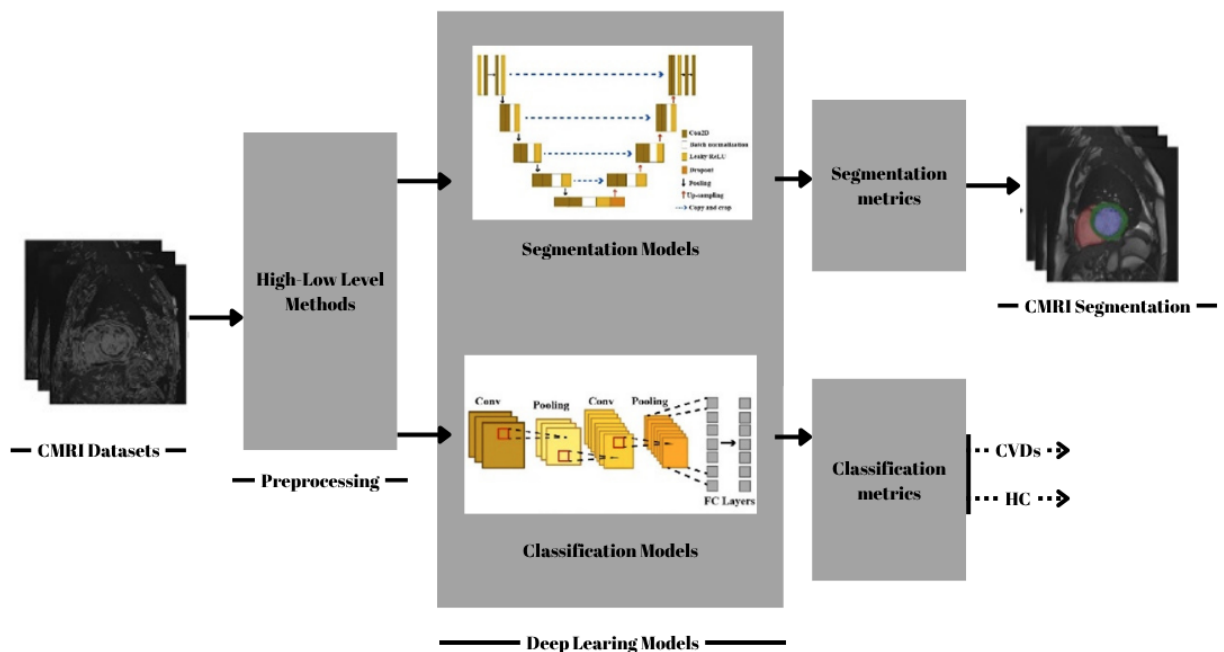 Con2D
Batch normalisation
Leaky ReLU
Dropout
Pooling
Up-sampling
Copy and crop
Segmentation Models
Segmentation
metrics
CMRI Segmentation
High-Low Level
Methods
CMRI Datasets
Preprocessing
Conv
Pooling
Conv
Pooling
FC Layers
Classification Models
Classification
metrics
CVDs
HC
Deep Learing Models